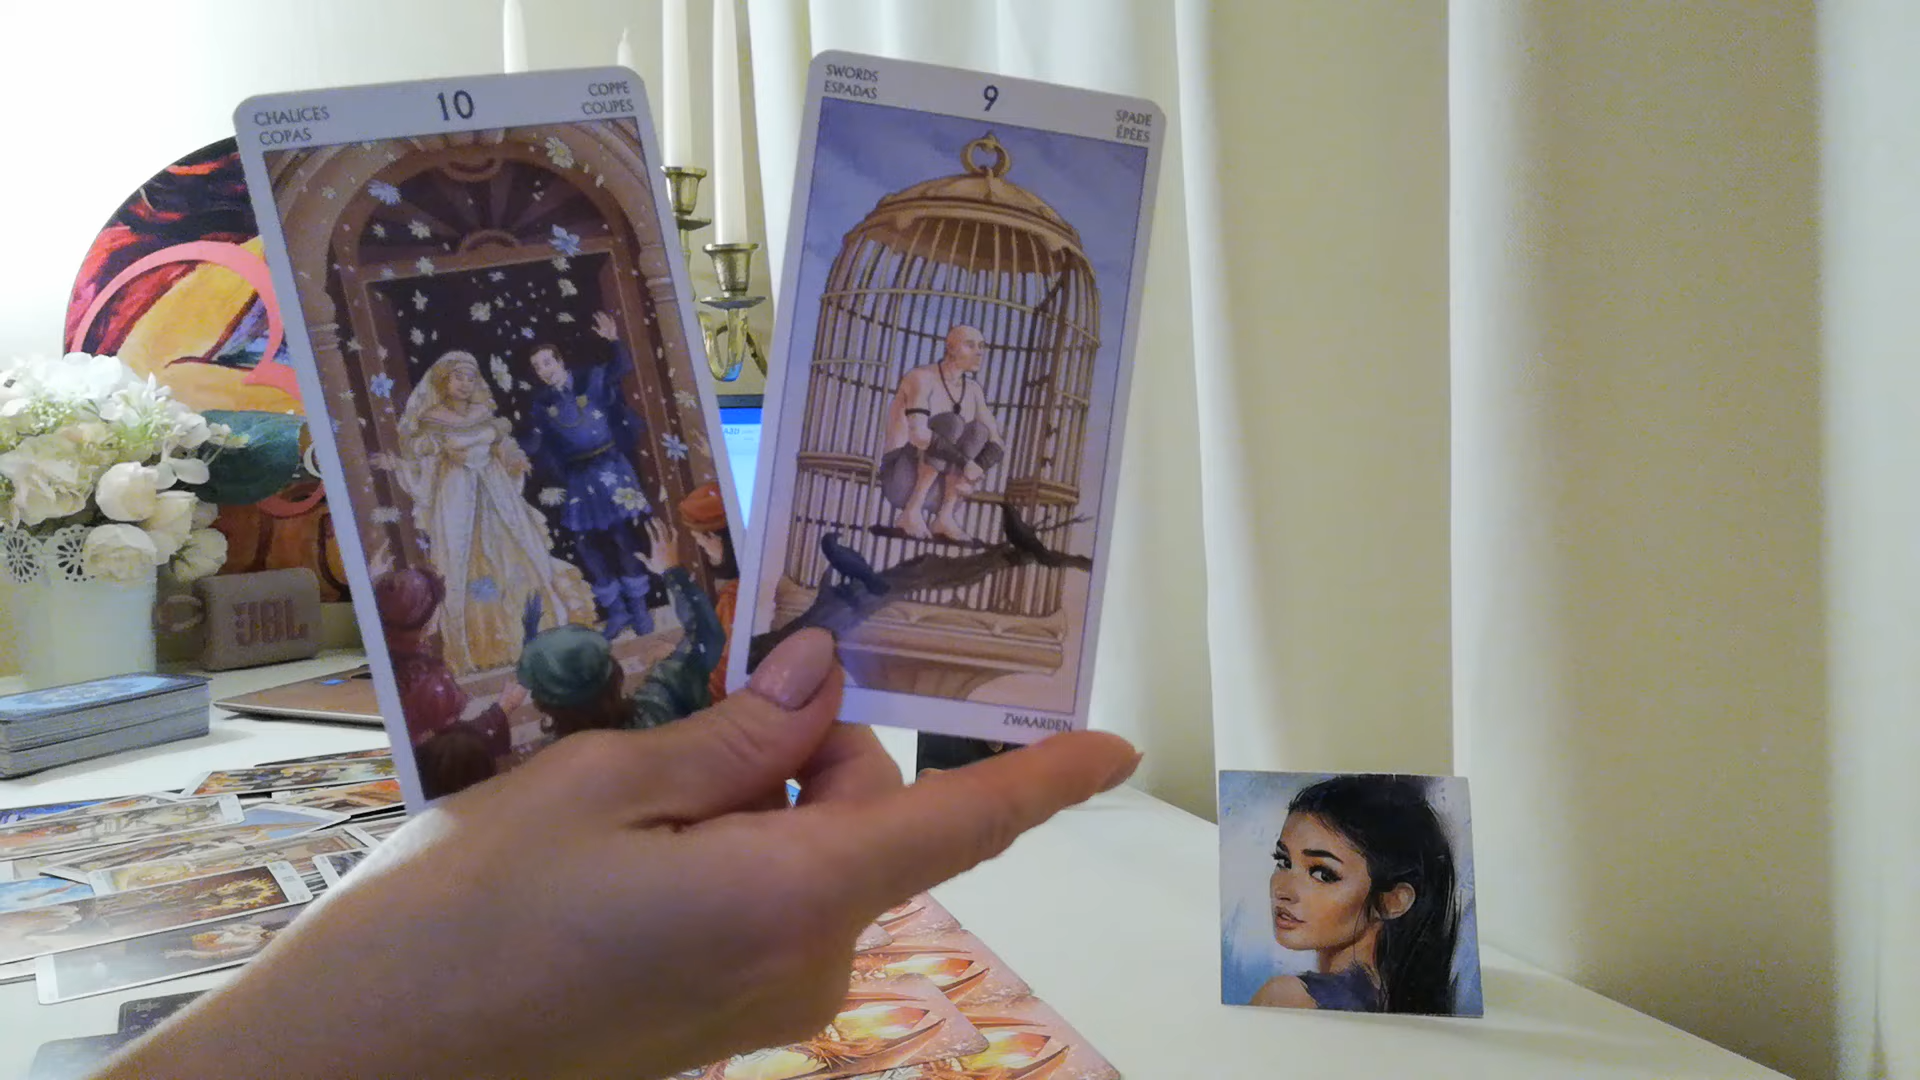 CHALICES
COPAS
10
COPPE
COUPES
SWORDS
ESPADAS
9
SPADE
ÉPÉES
ZWAARDEN
JBL